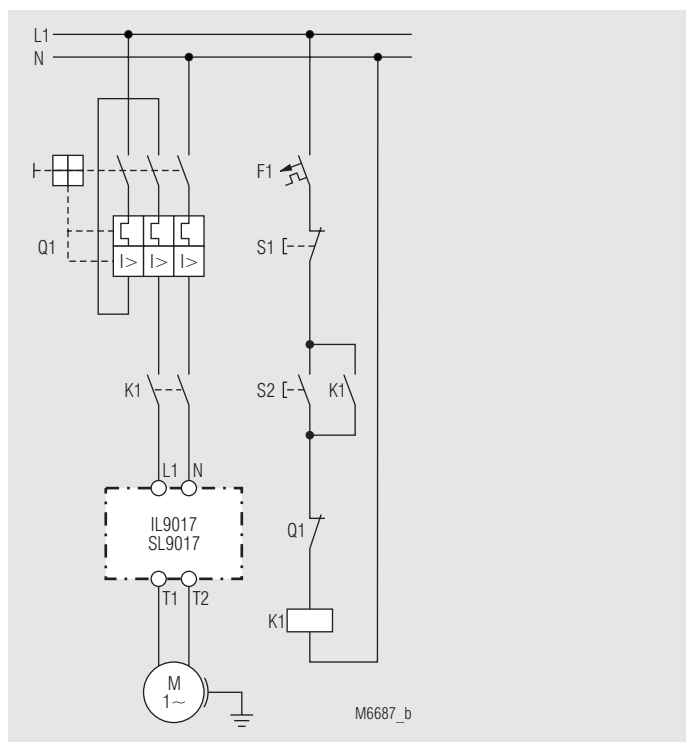 L1
N
F1
Q1
I> I> I>
S1
K1
S2
K1
L1 N
IL9017
SL9017
Q1
T1 T2
K1
M
1~
M6687_b